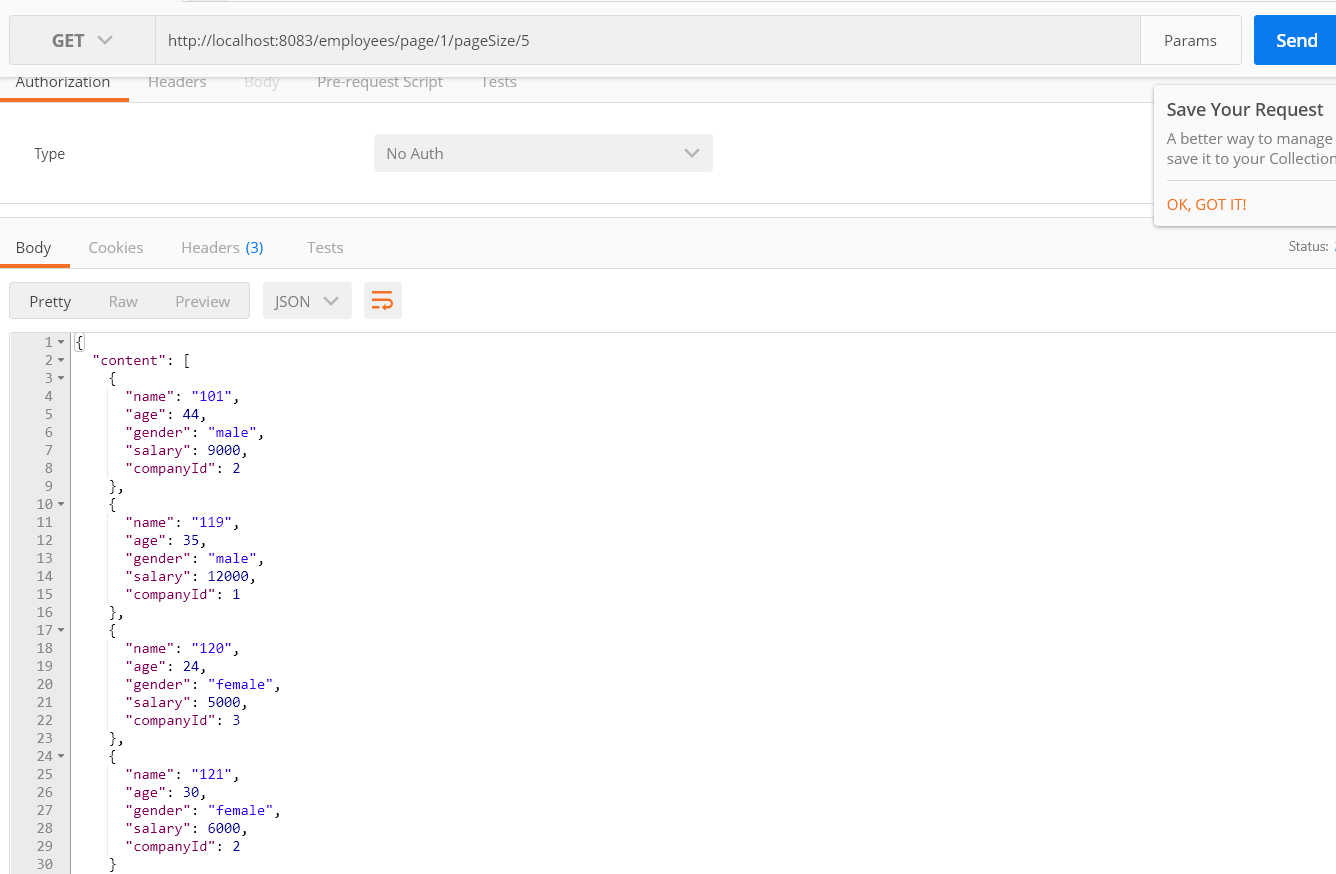 GET http://localhost:8083/employees/page/1/pageSize/5 Params Send
Authorization Headers Body Pre-request Script Tests
Save Your Request
A better way to manage
save it to your Collection
OK, GOT IT!
Type No Auth
Body Cookies Headers (3) Tests Status:
Pretty Raw Preview JSON
1 {
2 "content": [
3 {
4 "name": "101",
5 "age": 44,
6 "gender": "male",
7 "salary": 9000,
8 "companyId": 2
9 },
10 {
11 "name": "119",
12 "age": 35,
13 "gender": "male",
14 "salary": 12000,
15 "companyId": 1
16 },
17 {
18 "name": "120",
19 "age": 24,
20 "gender": "female",
21 "salary": 5000,
22 "companyId": 3
23 },
24 {
25 "name": "121",
26 "age": 30,
27 "gender": "female",
28 "salary": 6000,
29 "companyId": 2
30 }